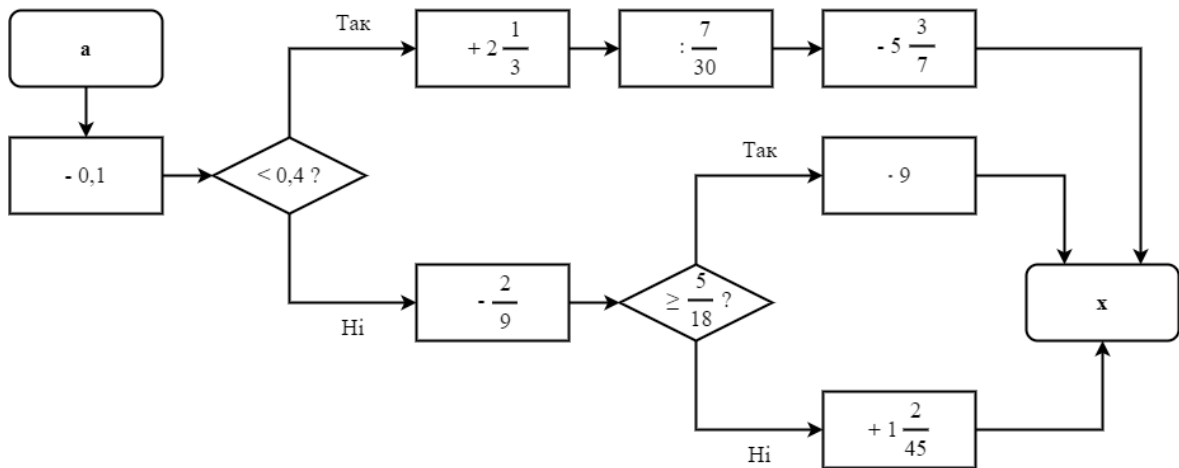 a
Так
+ 2 1/3
: 7/30
- 5 3/7
- 0,1
< 0,4 ?
Так
· 9
Ні
- 2/9
≥ 5/18 ?
x
Ні
+ 1 2/45